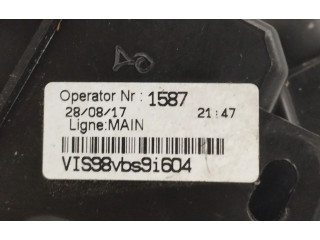 Operator Nr : 1587
28/08/17 21:47
Ligne:MAIN
VIS98vbs9i604